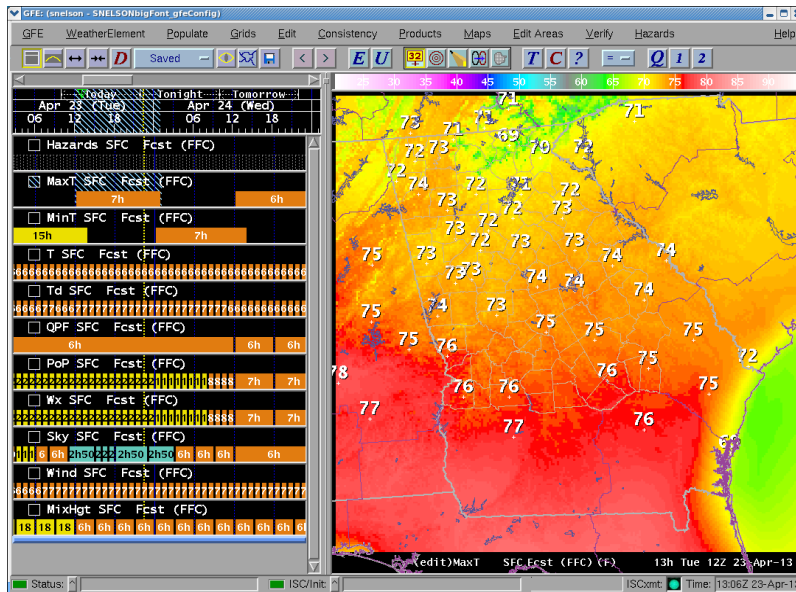 GFE: (snelson - SNELSONbigFont_gfeConfig)
GFE WeatherElement Populate Grids Edit Consistency Products Maps Edit Areas Verify Hazards Help
D Saved < > E U 32 T C ? = Q 1 2
25 30 35 40 45 50 55 60 65 70 75 80 85 90
Today Tonight Tomorrow
Apr 23 (Tue) Apr 24 (Wed)
06 12 18 06 12 18
Hazards SFC Fcst (FFC)
MaxT SFC Fcst (FFC)
7h 6h
MinT SFC Fcst (FFC)
15h 7h
T SFC Fcst (FFC)
Td SFC Fcst (FFC)
QPF SFC Fcst (FFC)
6h 6h 6h
PoP SFC Fcst (FFC)
7h 7h
Wx SFC Fcst (FFC)
7h 7h
Sky SFC Fcst (FFC)
6 6h 2h50 2h50 2h50 6h 6h 6h 6h
Wind SFC Fcst (FFC)
MixHgt SFC Fcst (FFC)
18 18 18 6h 6h 6h 6h 6h 6h 6h 6h 6h 6h 6h
71
73 71 71 71
69
72 73 70 72
72
74 72 71 72
73 72 73
73 72
75 73 72 73 73 74 74
73 73 74 74
74
75 74 73
75 76 75 75 75
72
78 76 76 76 75 75
77 77 76
(edit)MaxT SFC Fcst (FFC) (F) 13h Tue 12Z 23-Apr-13
Status: ISC/Init: ISCxmt: Time: 13:06Z 23-Apr-13